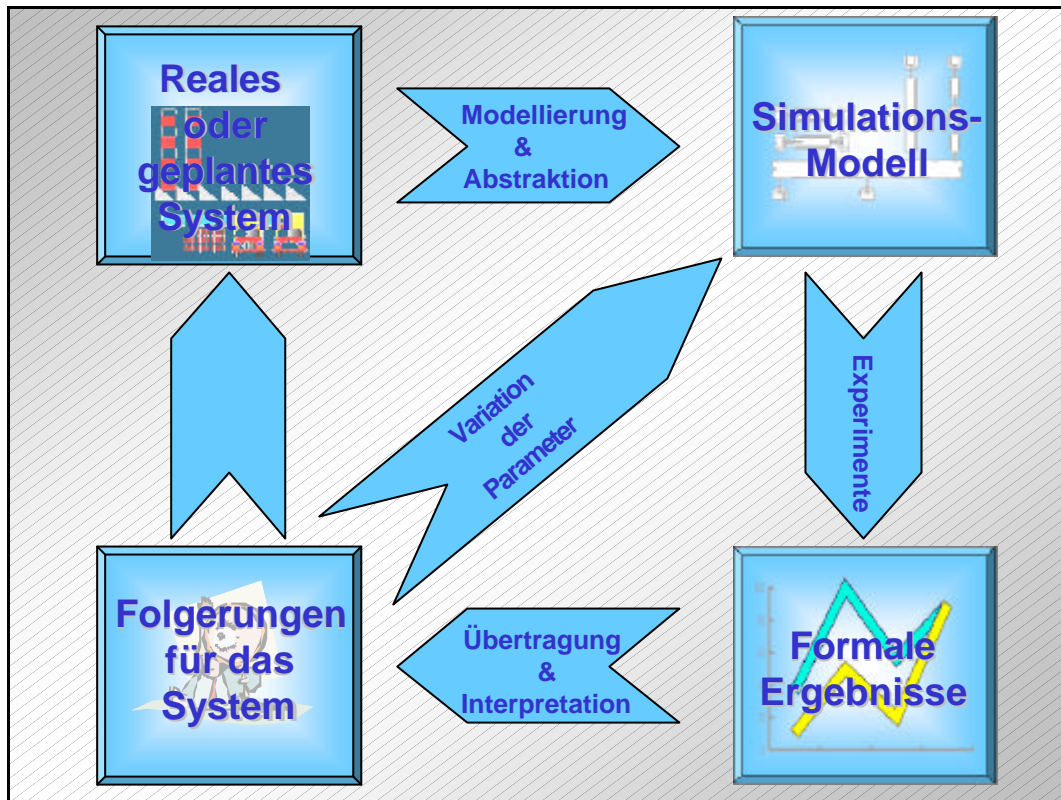 Reales
oder
geplantes
System
Modellierung
&
Abstraktion
Simulations-
Modell
Variation
der
Parameter
Experimente
Folgerungen
für das
System
Übertragung
&
Interpretation
Formale
Ergebnisse